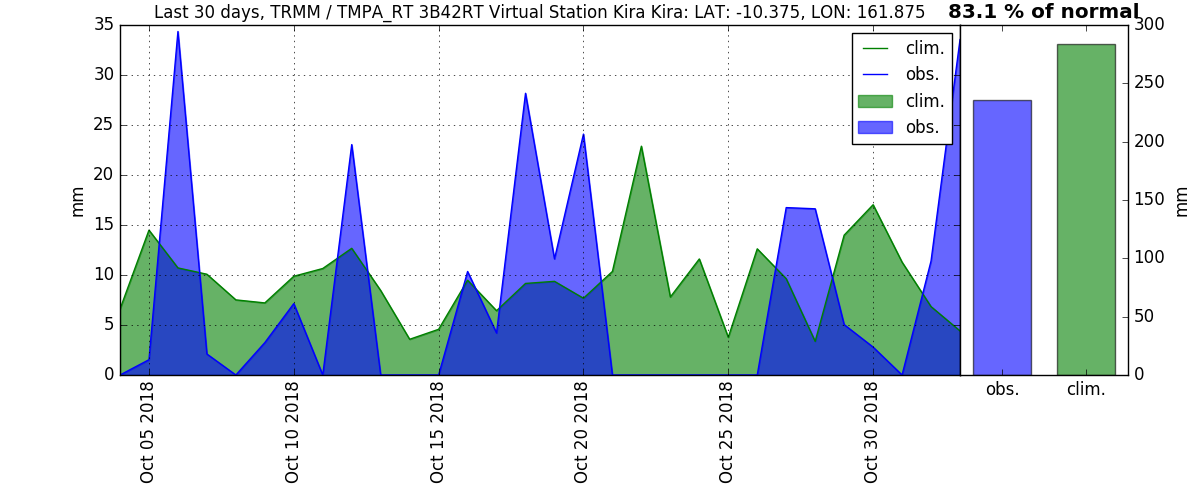 Last 30 days, TRMM / TMPA_RT 3B42RT Virtual Station Kira Kira: LAT: -10.375, LON: 161.875
83.1 % of normal
35
30
25
20
15
10
5
0
mm
clim.
obs.
clim.
obs.
300
250
200
150
100
50
0
mm
Oct 05 2018
Oct 10 2018
Oct 15 2018
Oct 20 2018
Oct 25 2018
Oct 30 2018
obs.
clim.